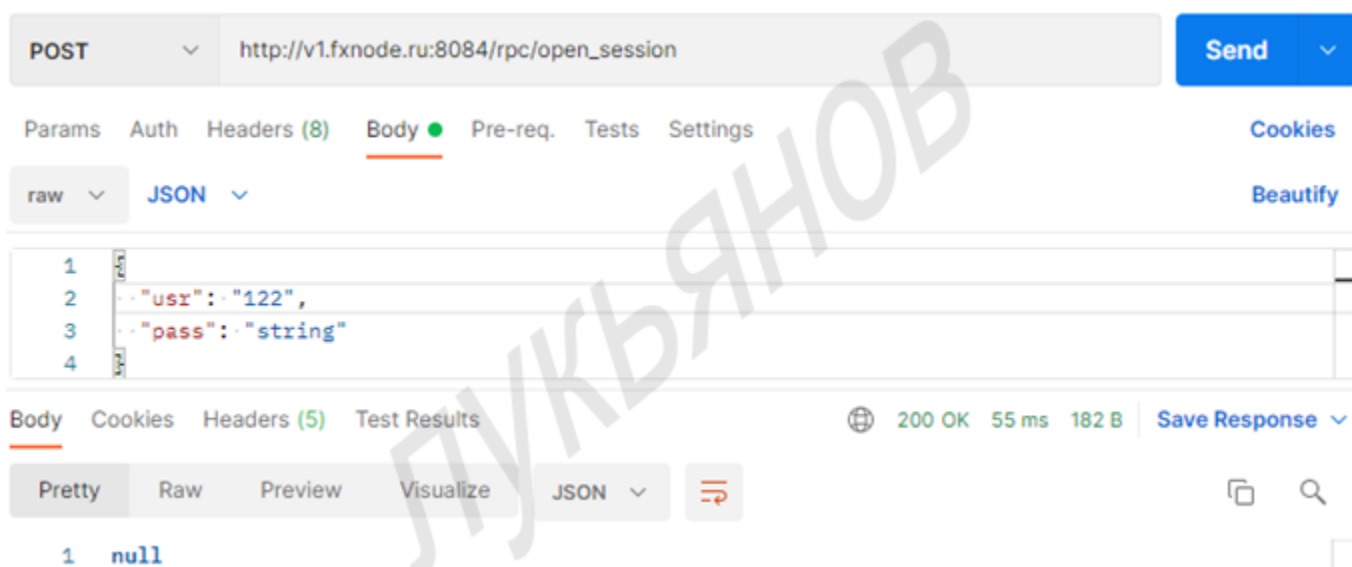 POST http://v1.fxnode.ru:8084/rpc/open_session Send
Params Auth Headers (8) Body Pre-req. Tests Settings Cookies
raw JSON Beautify
1 {
2 "usr": "122",
3 "pass": "string"
4 }
Body Cookies Headers (5) Test Results 200 OK 55 ms 182 B Save Response
Pretty Raw Preview Visualize JSON
1 null
ЛУКЬЯНОВ